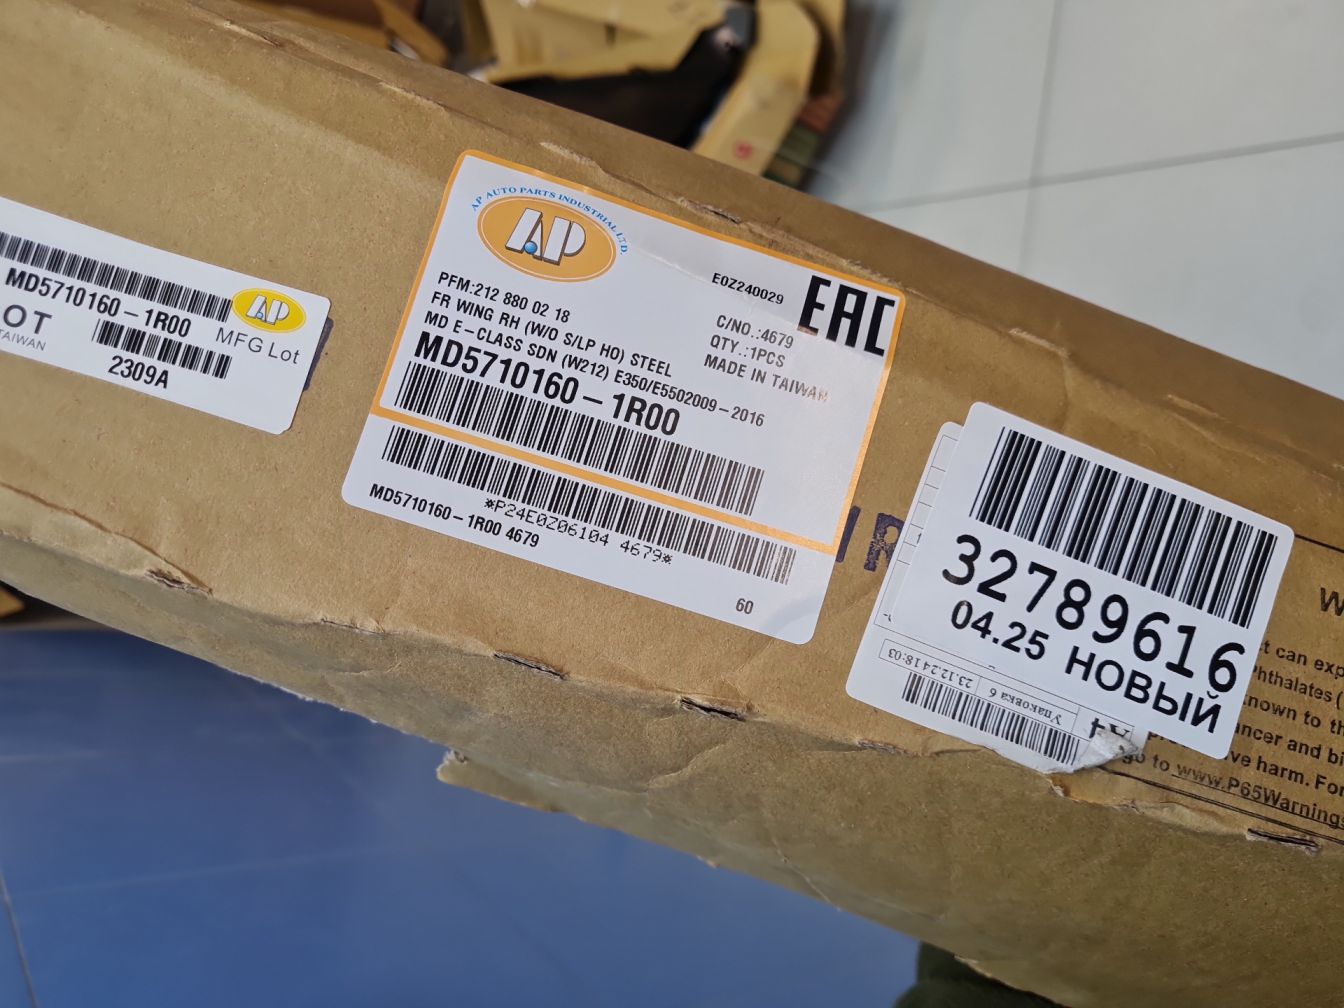 MD5710160-1R00
AP
MFG Lot
OT
TAIWAN
2309A
AP AUTO PARTS INDUSTRIAL LTD.
AP
E0Z240029
EAC
PFM:212 880 02 18
C/NO.:4679
FR WING RH (W/O S/LP HO) STEEL
QTY.:1PCS
MD E-CLASS SDN (W212) E350/E5502009-2016
MADE IN TAIWAN
MD5710160-1R00
*P24E0Z06104 4679*
MD5710160-1R00 4679
60
32789616
04.25 НОВЫЙ
Упаковка 6
23.12.24 18:03
can exp
Phthalates (
nown to th
ancer and bi
ve harm. For
go to www.P65Warnings